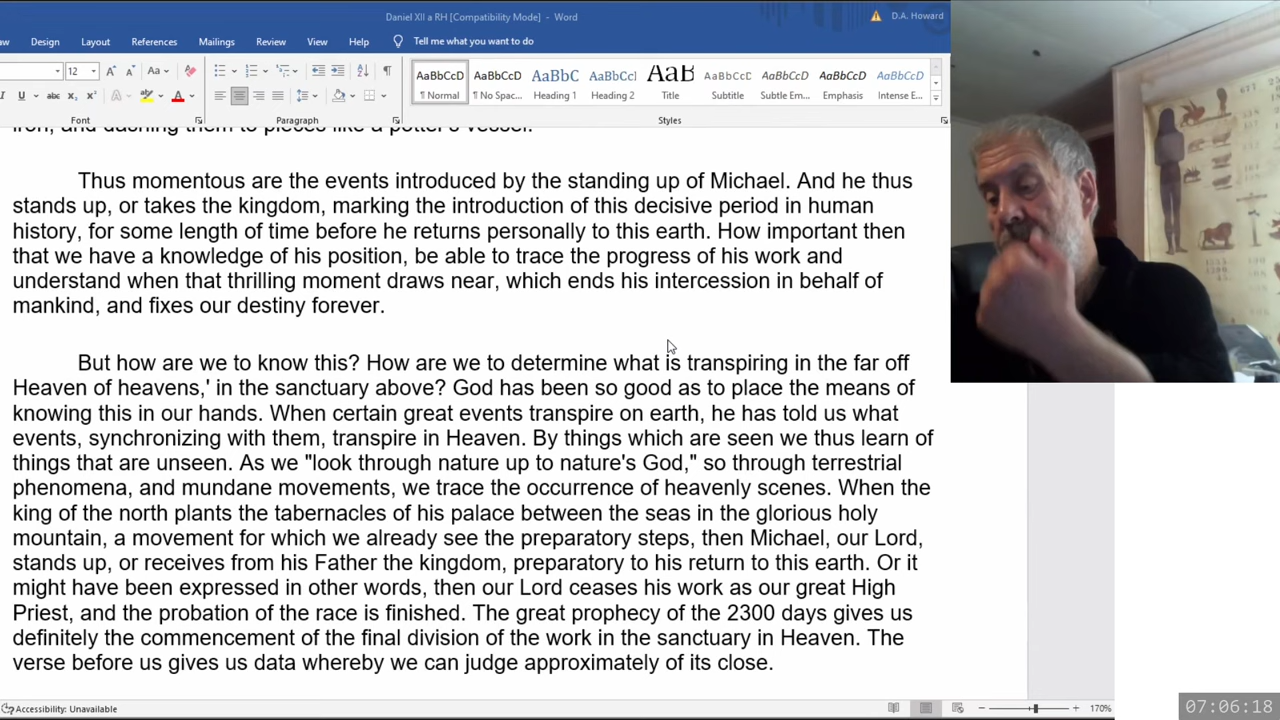 Daniel XII a RH [Compatibility Mode] - Word
D.A. Howard
Design Layout References Mailings Review View Help Tell me what you want to do
12 Aa
AaBbCcD AaBbCcD AaBbC AaBbCc AaB AaBbCcD AaBbCcD AaBbCcD AaBbCcD
¶ Normal ¶ No Spac... Heading 1 Heading 2 Title Subtitle Subtle Em... Emphasis Intense E...
Font Paragraph Styles
iron, and dashing them to pieces like a potter's vessel.
Thus momentous are the events introduced by the standing up of Michael. And he thus
stands up, or takes the kingdom, marking the introduction of this decisive period in human
history, for some length of time before he returns personally to this earth. How important then
that we have a knowledge of his position, be able to trace the progress of his work and
understand when that thrilling moment draws near, which ends his intercession in behalf of
mankind, and fixes our destiny forever.
But how are we to know this? How are we to determine what is transpiring in the far off
Heaven of heavens,' in the sanctuary above? God has been so good as to place the means of
knowing this in our hands. When certain great events transpire on earth, he has told us what
events, synchronizing with them, transpire in Heaven. By things which are seen we thus learn of
things that are unseen. As we "look through nature up to nature's God," so through terrestrial
phenomena, and mundane movements, we trace the occurrence of heavenly scenes. When the
king of the north plants the tabernacles of his palace between the seas in the glorious holy
mountain, a movement for which we already see the preparatory steps, then Michael, our Lord,
stands up, or receives from his Father the kingdom, preparatory to his return to this earth. Or it
might have been expressed in other words, then our Lord ceases his work as our great High
Priest, and the probation of the race is finished. The great prophecy of the 2300 days gives us
definitely the commencement of the final division of the work in the sanctuary in Heaven. The
verse before us gives us data whereby we can judge approximately of its close.
Accessibility: Unavailable
170%
07:06:18